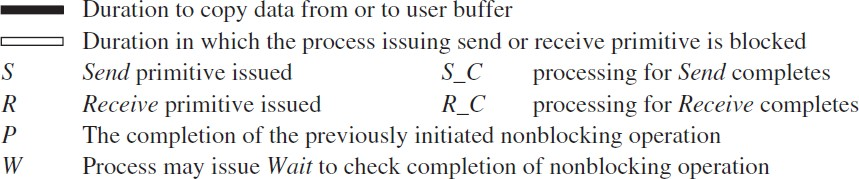 Duration to copy data from or to user buffer
Duration in which the process issuing send or receive primitive is blocked
S Send primitive issued S_C processing for Send completes
R Receive primitive issued R_C processing for Receive completes
P The completion of the previously initiated nonblocking operation
W Process may issue Wait to check completion of nonblocking operation